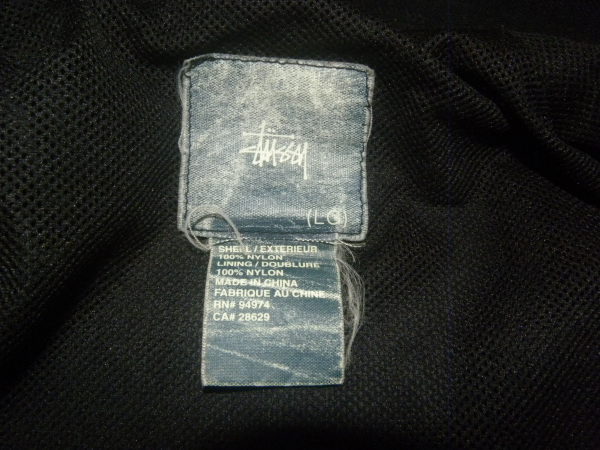 Stüssy
(LG)
SHELL / EXTERIEUR
100% NYLON
LINING / DOUBLURE
100% NYLON
MADE IN CHINA
FABRIQUE AU CHINE
RN# 94974
CA# 28629